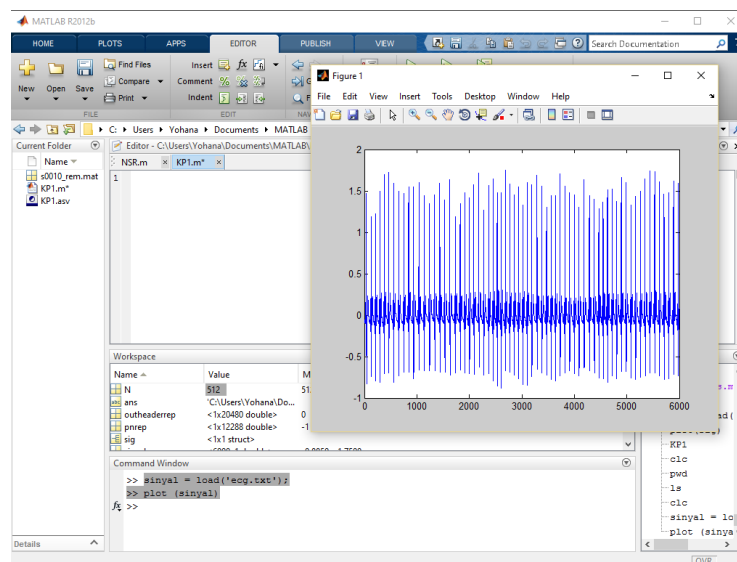 MATLAB R2012b
HOME PLOTS APPS EDITOR PUBLISH VIEW Search Documentation
New Open Save
Find Files
Compare
Print
Insert fx
Comment
Indent
FILE EDIT
C: Users Yohana Documents MATLAB
Current Folder
Name
s0010_rem.mat
KP1.m*
KP1.asv
Details
Editor - C:\Users\Yohana\Documents\MATLAB\
NSR.m KP1.m*
1
Figure 1
File Edit View Insert Tools Desktop Window Help
2
1.5
1
0.5
0
-0.5
-1
0 1000 2000 3000 4000 5000 6000
Workspace
Name Value
N 512
ans 'C:\Users\Yohana\Do...
outheaderrep <1x20480 double> 0
pnrep <1x12288 double> -1
sig <1x1 struct>
Command Window
>> sinyal = load('ecg.txt');
>> plot (sinyal)
fx >>
KP1
clc
pwd
ls
clc
sinyal = lo
plot (sinya
OVR